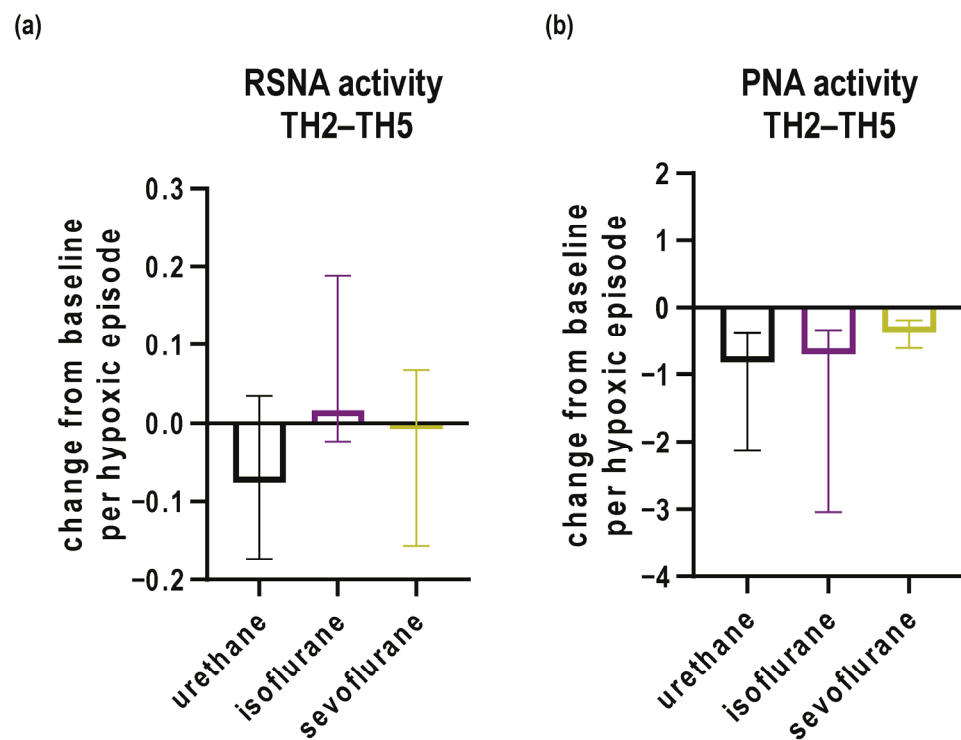 (a)
RSNA activity
TH2–TH5
change from baseline
per hypoxic episode
0.3
0.2
0.1
0.0
−0.1
−0.2
urethane
isoflurane
sevoflurane
(b)
PNA activity
TH2–TH5
change from baseline
per hypoxic episode
2
1
0
−1
−2
−3
−4
urethane
isoflurane
sevoflurane